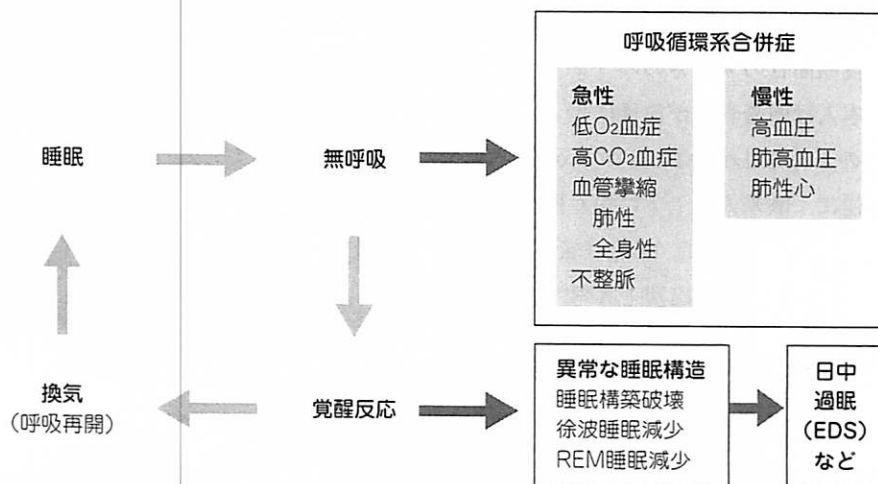 呼吸循環系合併症
急性
低O₂血症
高CO₂血症
血管攣縮
肺性
全身性
不整脈
慢性
高血圧
肺高血圧
肺性心
睡眠
無呼吸
換気
（呼吸再開）
覚醒反応
異常な睡眠構造
睡眠構築破壊
徐波睡眠減少
REM睡眠減少
日中
過眠
（EDS）
など